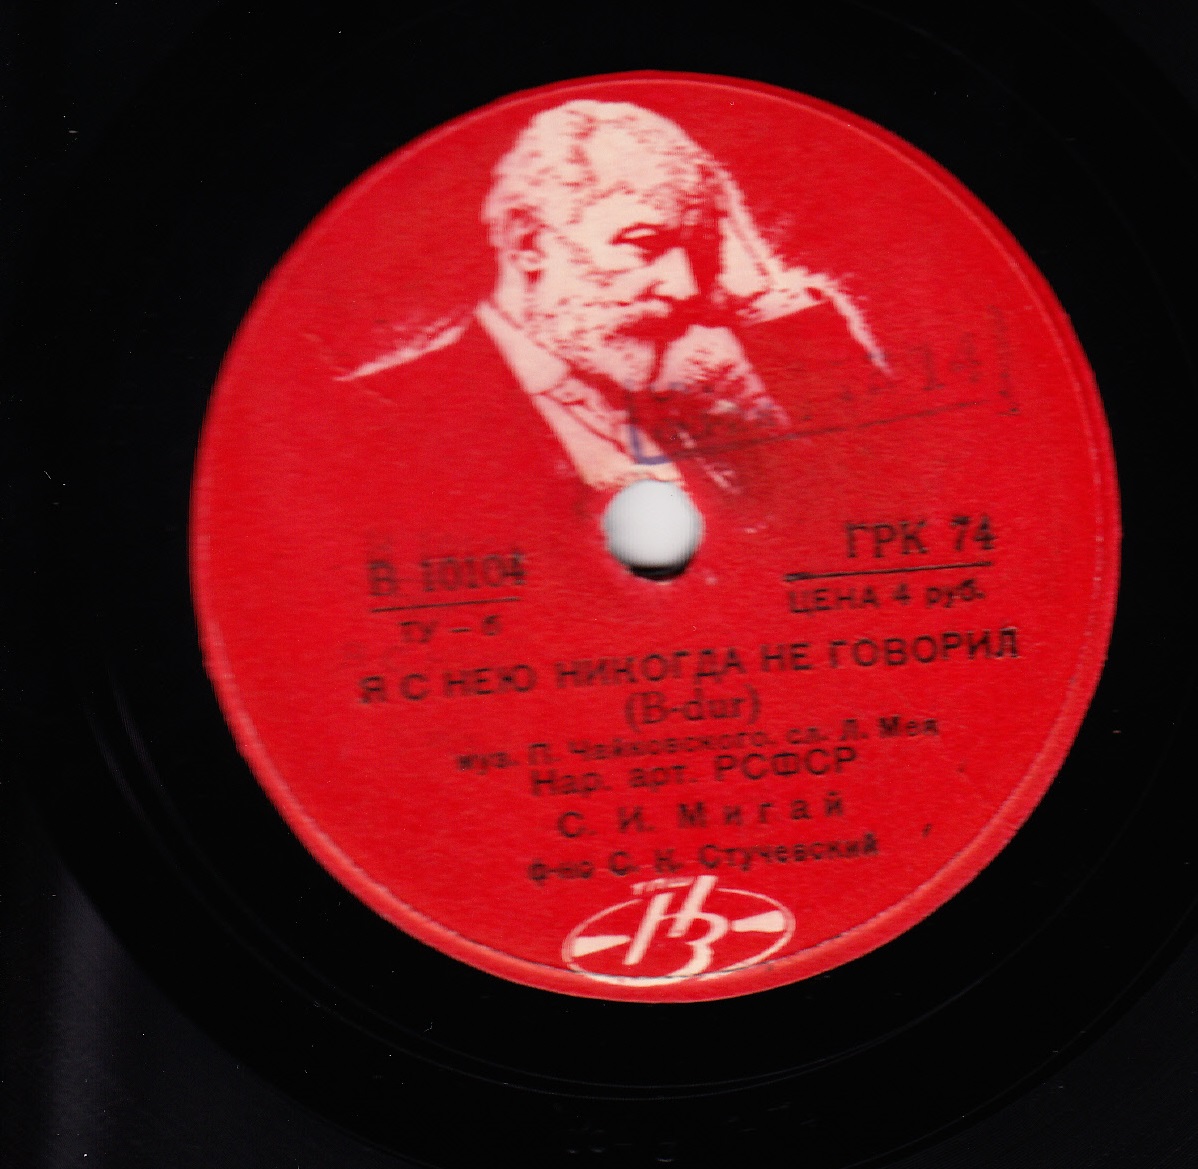 В 10104
ТУ – 6
ГРК 74
ЦЕНА 4 руб.
Я С НЕЮ НИКОГДА НЕ ГОВОРИЛ
(B-dur)
муз. П. Чайковского, сл. Л. Мея
Нар. арт. РСФСР
С. И. Мигай
ф-но С. К. Стучевский
НЗ